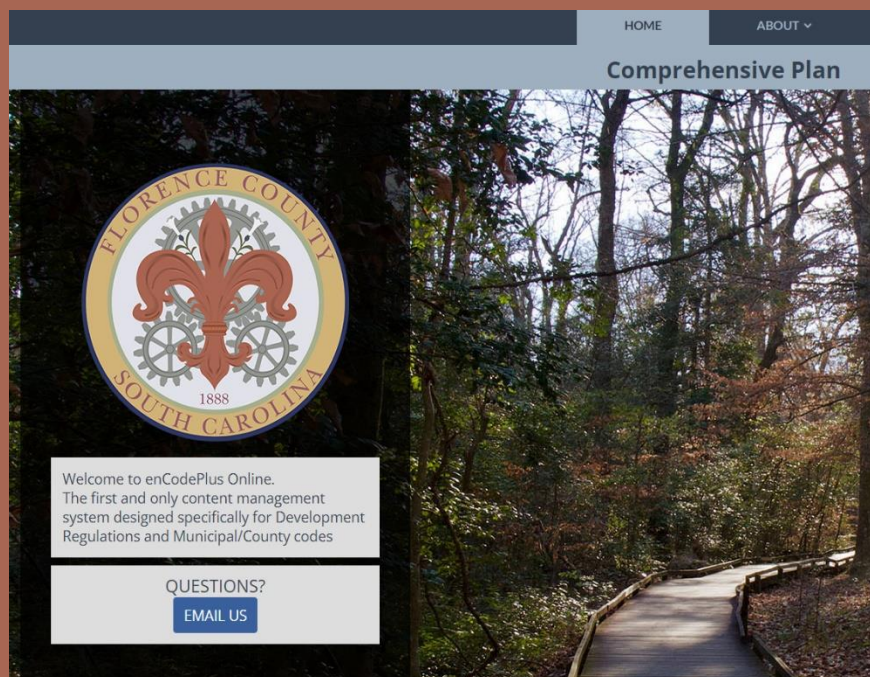 HOME
ABOUT
Comprehensive Plan
FLORENCE COUNTY
SOUTH CAROLINA
1888
Welcome to enCodePlus Online.
The first and only content management
system designed specifically for Development
Regulations and Municipal/County codes
QUESTIONS?
EMAIL US